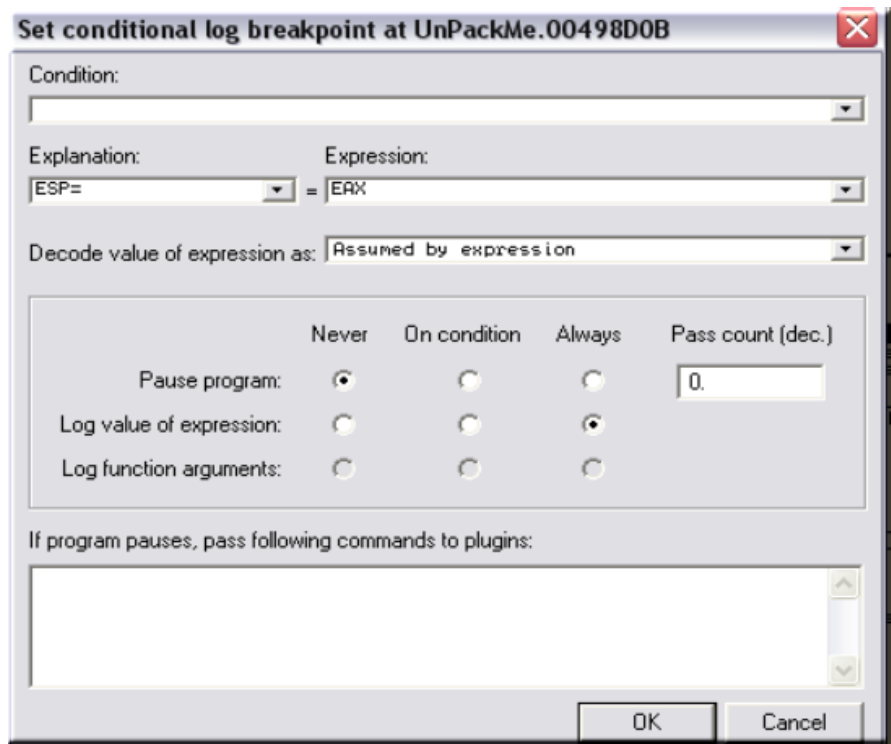 Set conditional log breakpoint at UnPackMe.00498D0B
Condition:
Explanation: Expression:
ESP= = EAX
Decode value of expression as: Assumed by expression
Never On condition Always Pass count (dec.)
Pause program: 0.
Log value of expression:
Log function arguments:
If program pauses, pass following commands to plugins:
OK Cancel